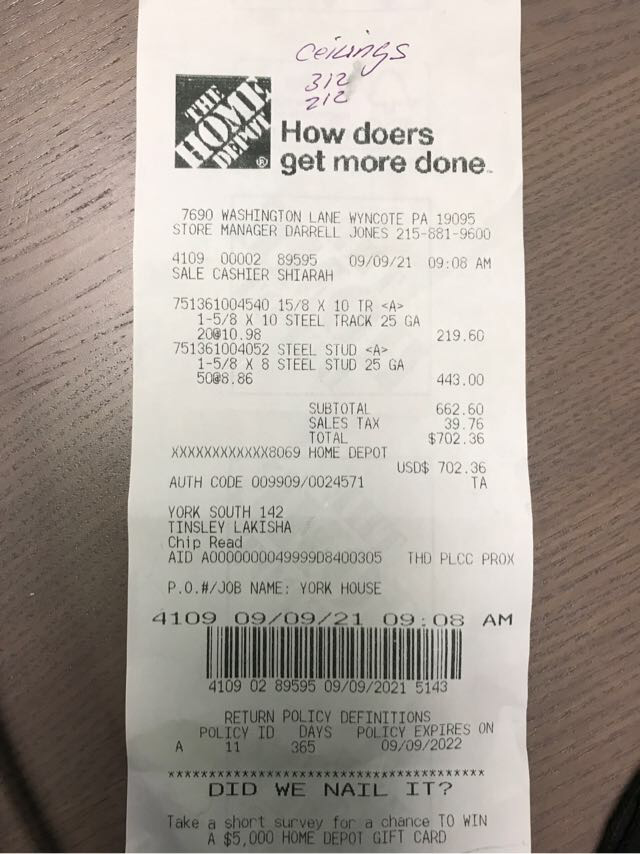 ceilings
312
212
THE
HOME
DEPOT
®
How doers
get more done™
7690 WASHINGTON LANE WYNCOTE PA 19095
STORE MANAGER DARRELL JONES 215-881-9600
4109 00002 89595 09/09/21 09:08 AM
SALE CASHIER SHIARAH
751361004540 15/8 X 10 TR <A>
1-5/8 X 10 STEEL TRACK 25 GA
20@10.98 219.60
751361004052 STEEL STUD <A>
1-5/8 X 8 STEEL STUD 25 GA
50@8.86 443.00
SUBTOTAL 662.60
SALES TAX 39.76
TOTAL $702.36
XXXXXXXXXXXX8069 HOME DEPOT
USD$ 702.36
AUTH CODE 009909/0024571 TA
YORK SOUTH 142
TINSLEY LAKISHA
Chip Read
AID A0000000049999D8400305 THD PLCC PROX
P.O.#/JOB NAME: YORK HOUSE
4109 09/09/21 09:08 AM
4109 02 89595 09/09/2021 5143
RETURN POLICY DEFINITIONS
POLICY ID DAYS POLICY EXPIRES ON
A 11 365 09/09/2022
**********************************************
DID WE NAIL IT?
Take a short survey for a chance TO WIN
A $5,000 HOME DEPOT GIFT CARD